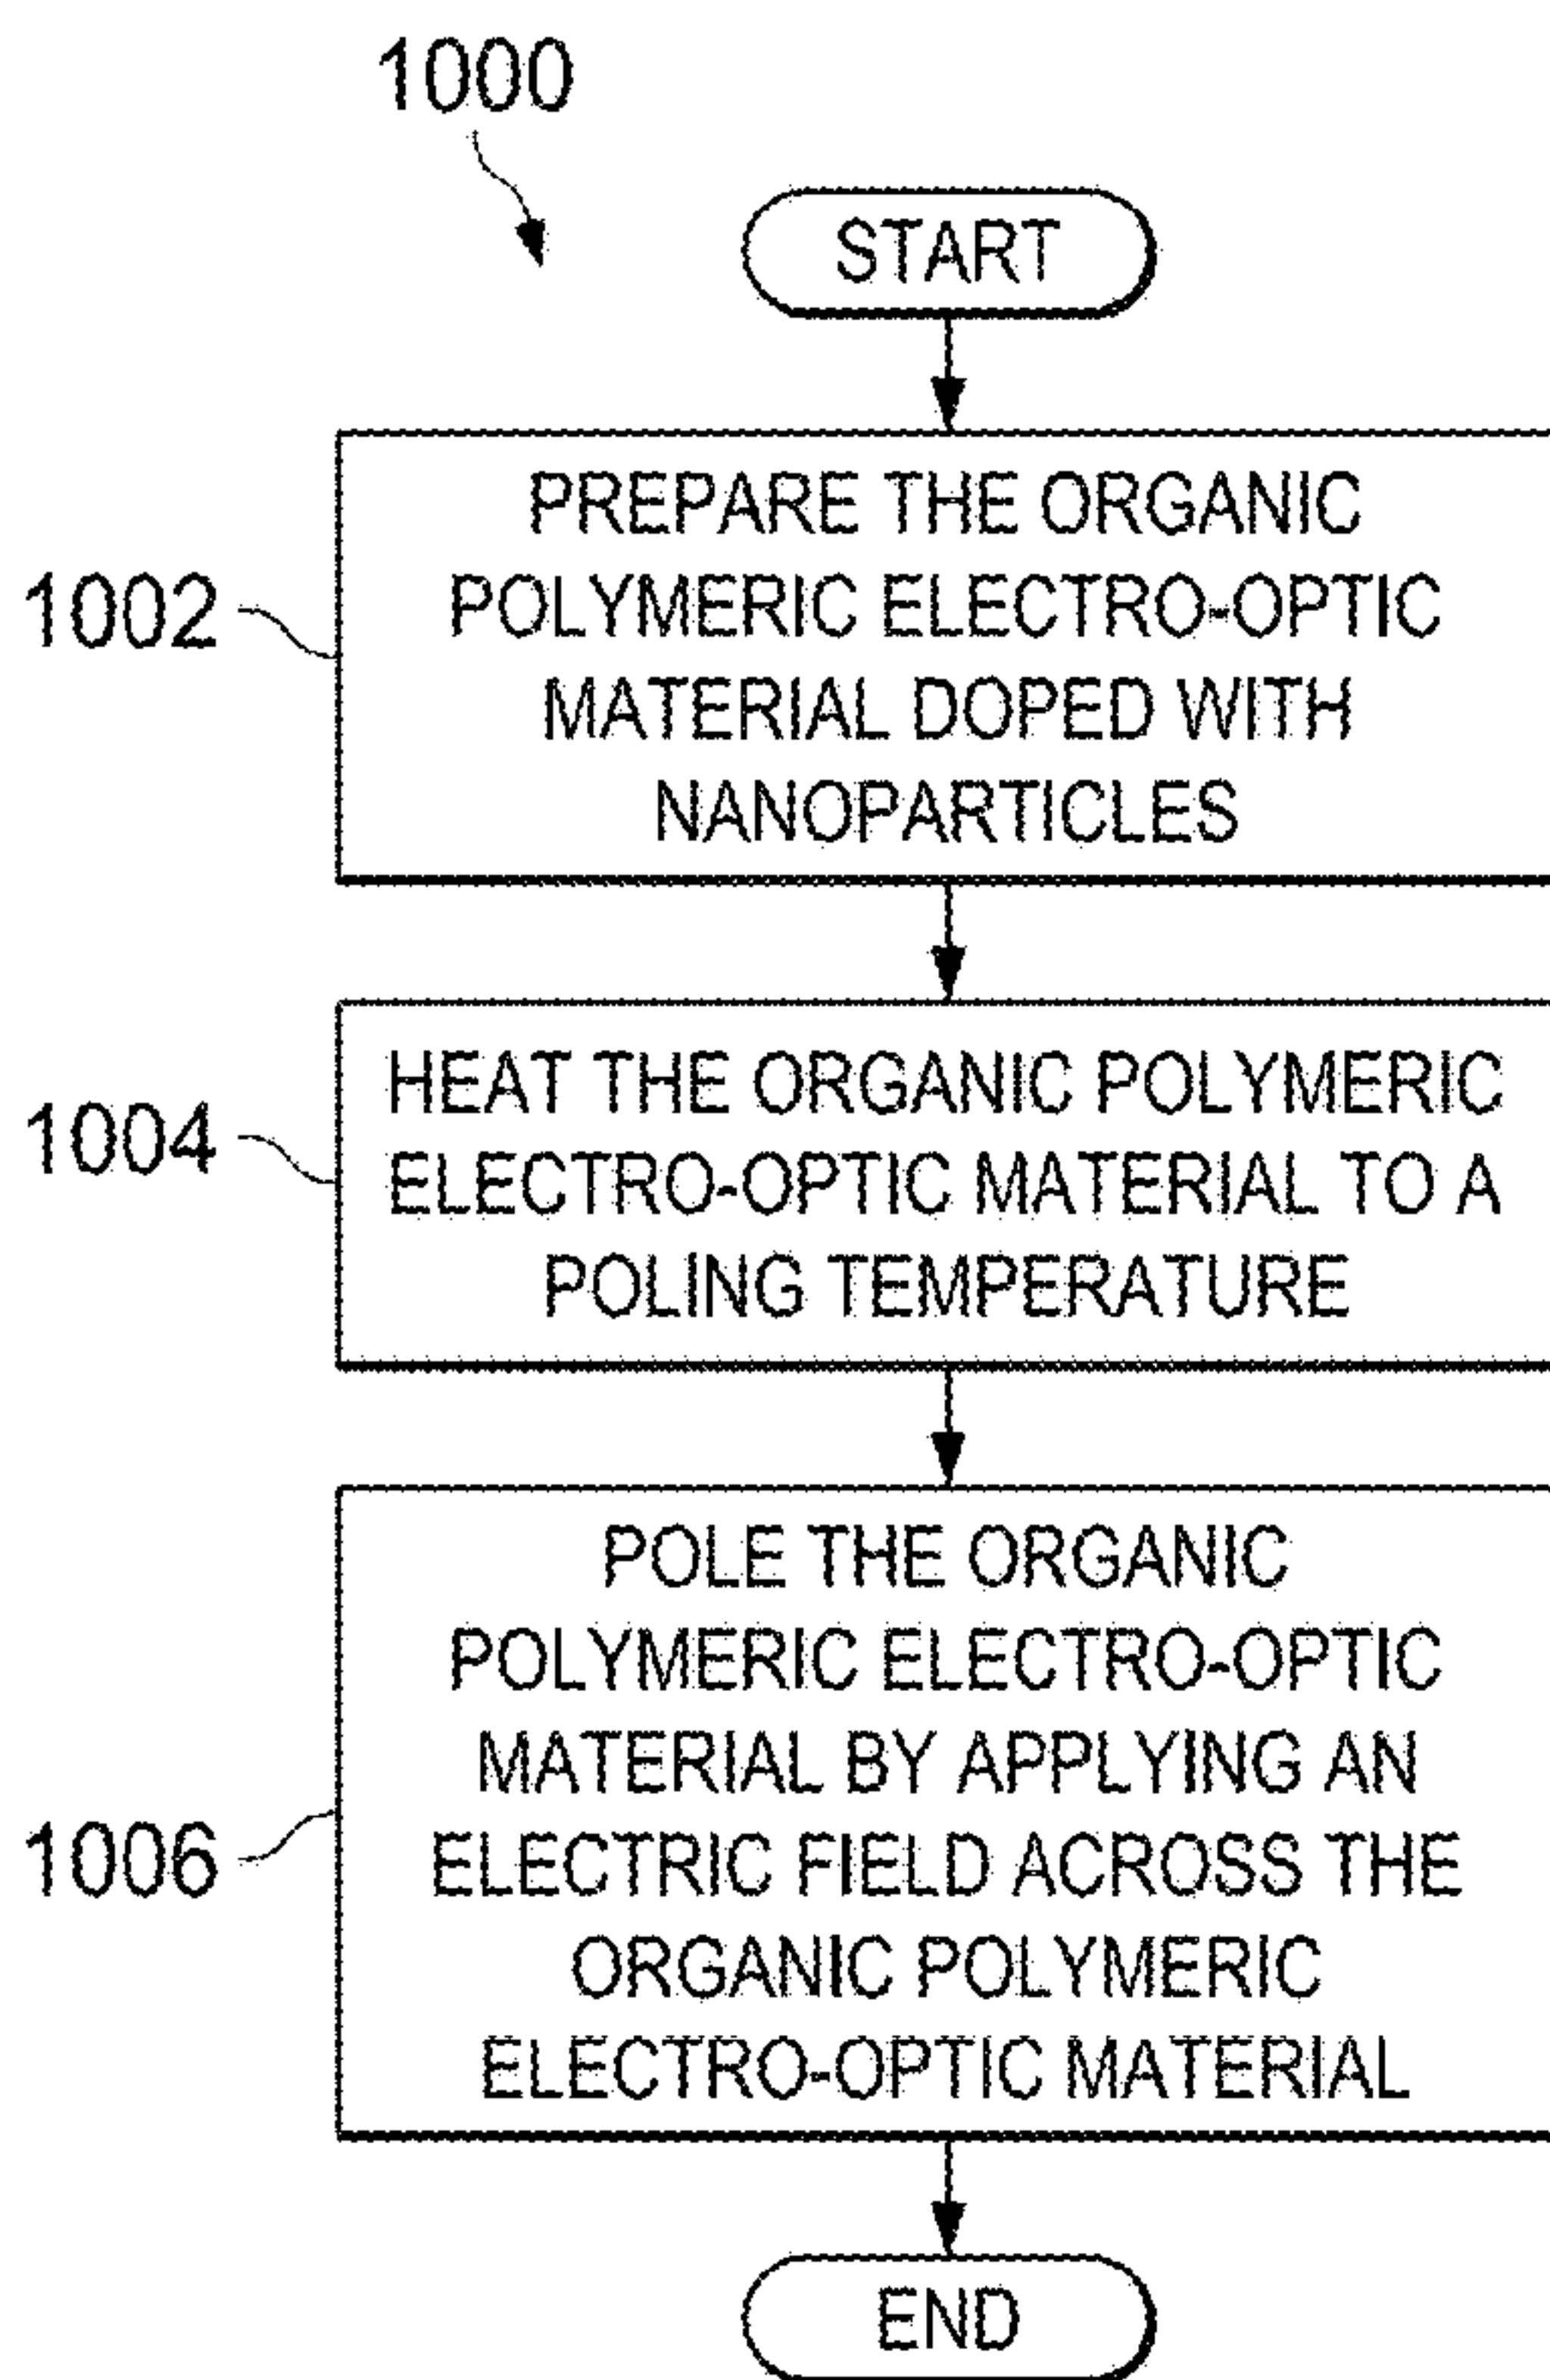 1000
START
1002
PREPARE THE ORGANIC
POLYMERIC ELECTRO-OPTIC
MATERIAL DOPED WITH
NANOPARTICLES
1004
HEAT THE ORGANIC POLYMERIC
ELECTRO-OPTIC MATERIAL TO A
POLING TEMPERATURE
1006
POLE THE ORGANIC
POLYMERIC ELECTRO-OPTIC
MATERIAL BY APPLYING AN
ELECTRIC FIELD ACROSS THE
ORGANIC POLYMERIC
ELECTRO-OPTIC MATERIAL
END